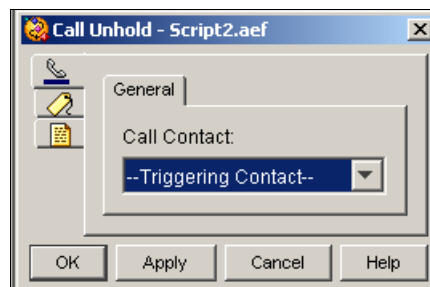 Call Unhold - Script2.aef
General
Call Contact:
--Triggering Contact--
OK Apply Cancel Help